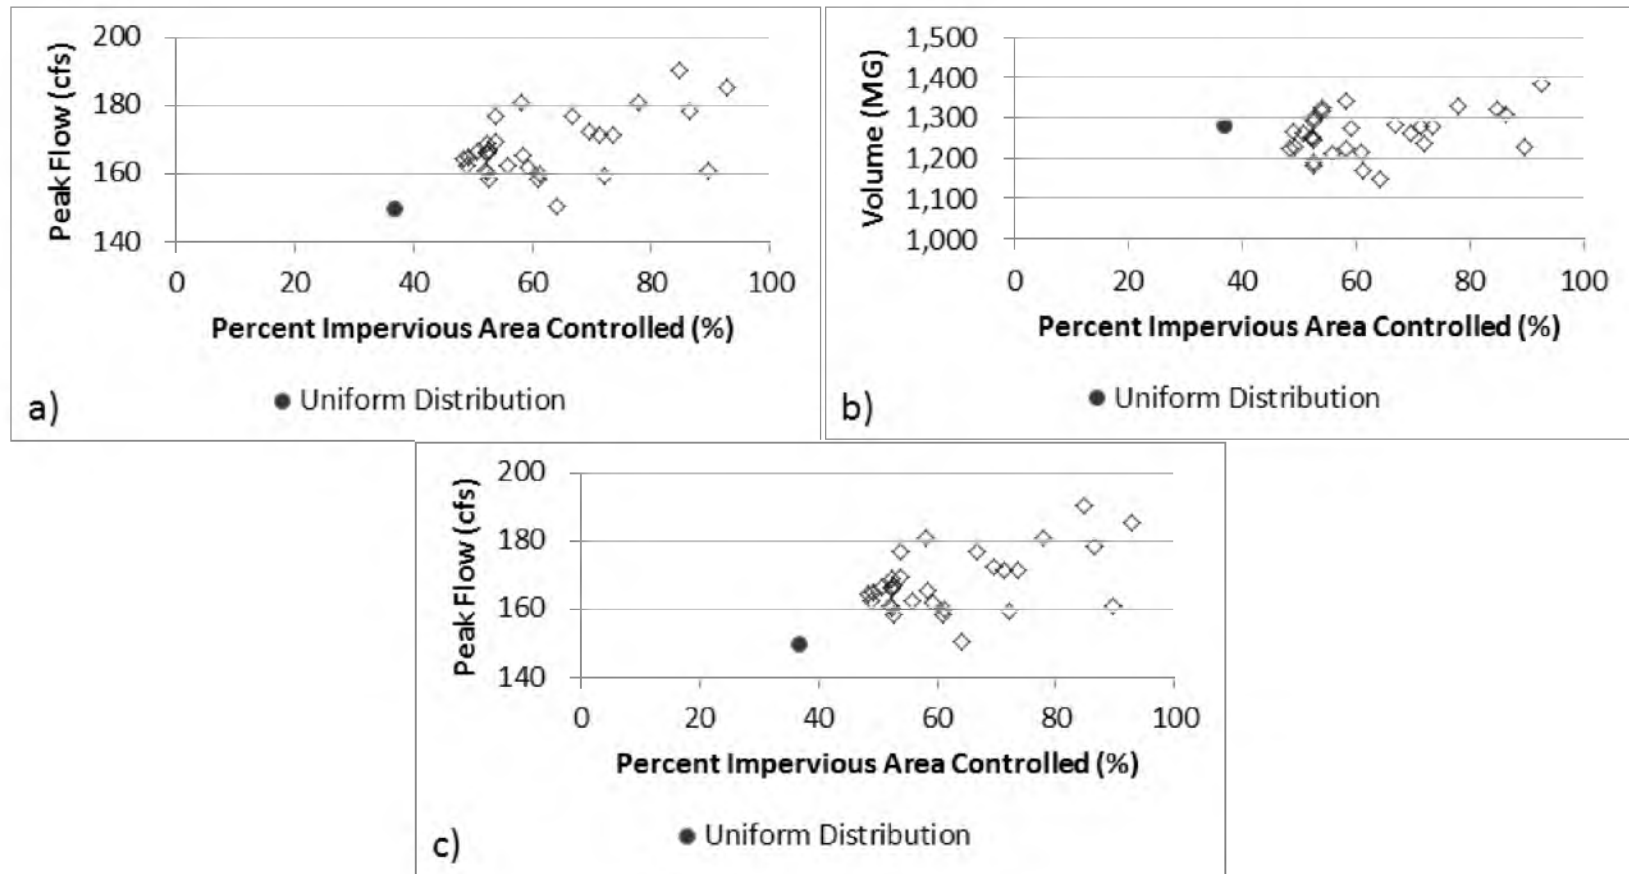 200
180
160
140
Peak Flow (cfs)
0 20 40 60 80 100
Percent Impervious Area Controlled (%)
Uniform Distribution
a)
1,500
1,400
1,300
1,200
1,100
1,000
Volume (MG)
0 20 40 60 80 100
Percent Impervious Area Controlled (%)
Uniform Distribution
b)
200
180
160
140
Peak Flow (cfs)
0 20 40 60 80 100
Percent Impervious Area Controlled (%)
Uniform Distribution
c)